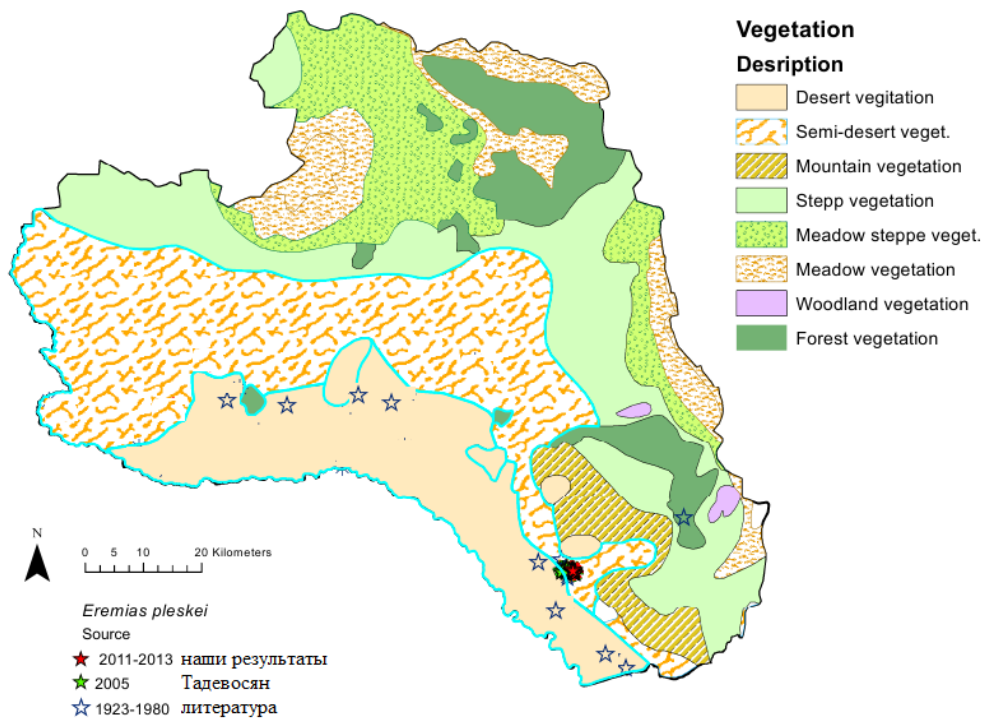 Vegetation
Desription
Desert vegitation
Semi-desert veget.
Mountain vegetation
Stepp vegetation
Meadow steppe veget.
Meadow vegetation
Woodland vegetation
Forest vegetation
N
0 5 10 20 Kilometers
Eremias pleskei
Source
2011-2013 наши результаты
2005 Тадевосян
1923-1980 литература